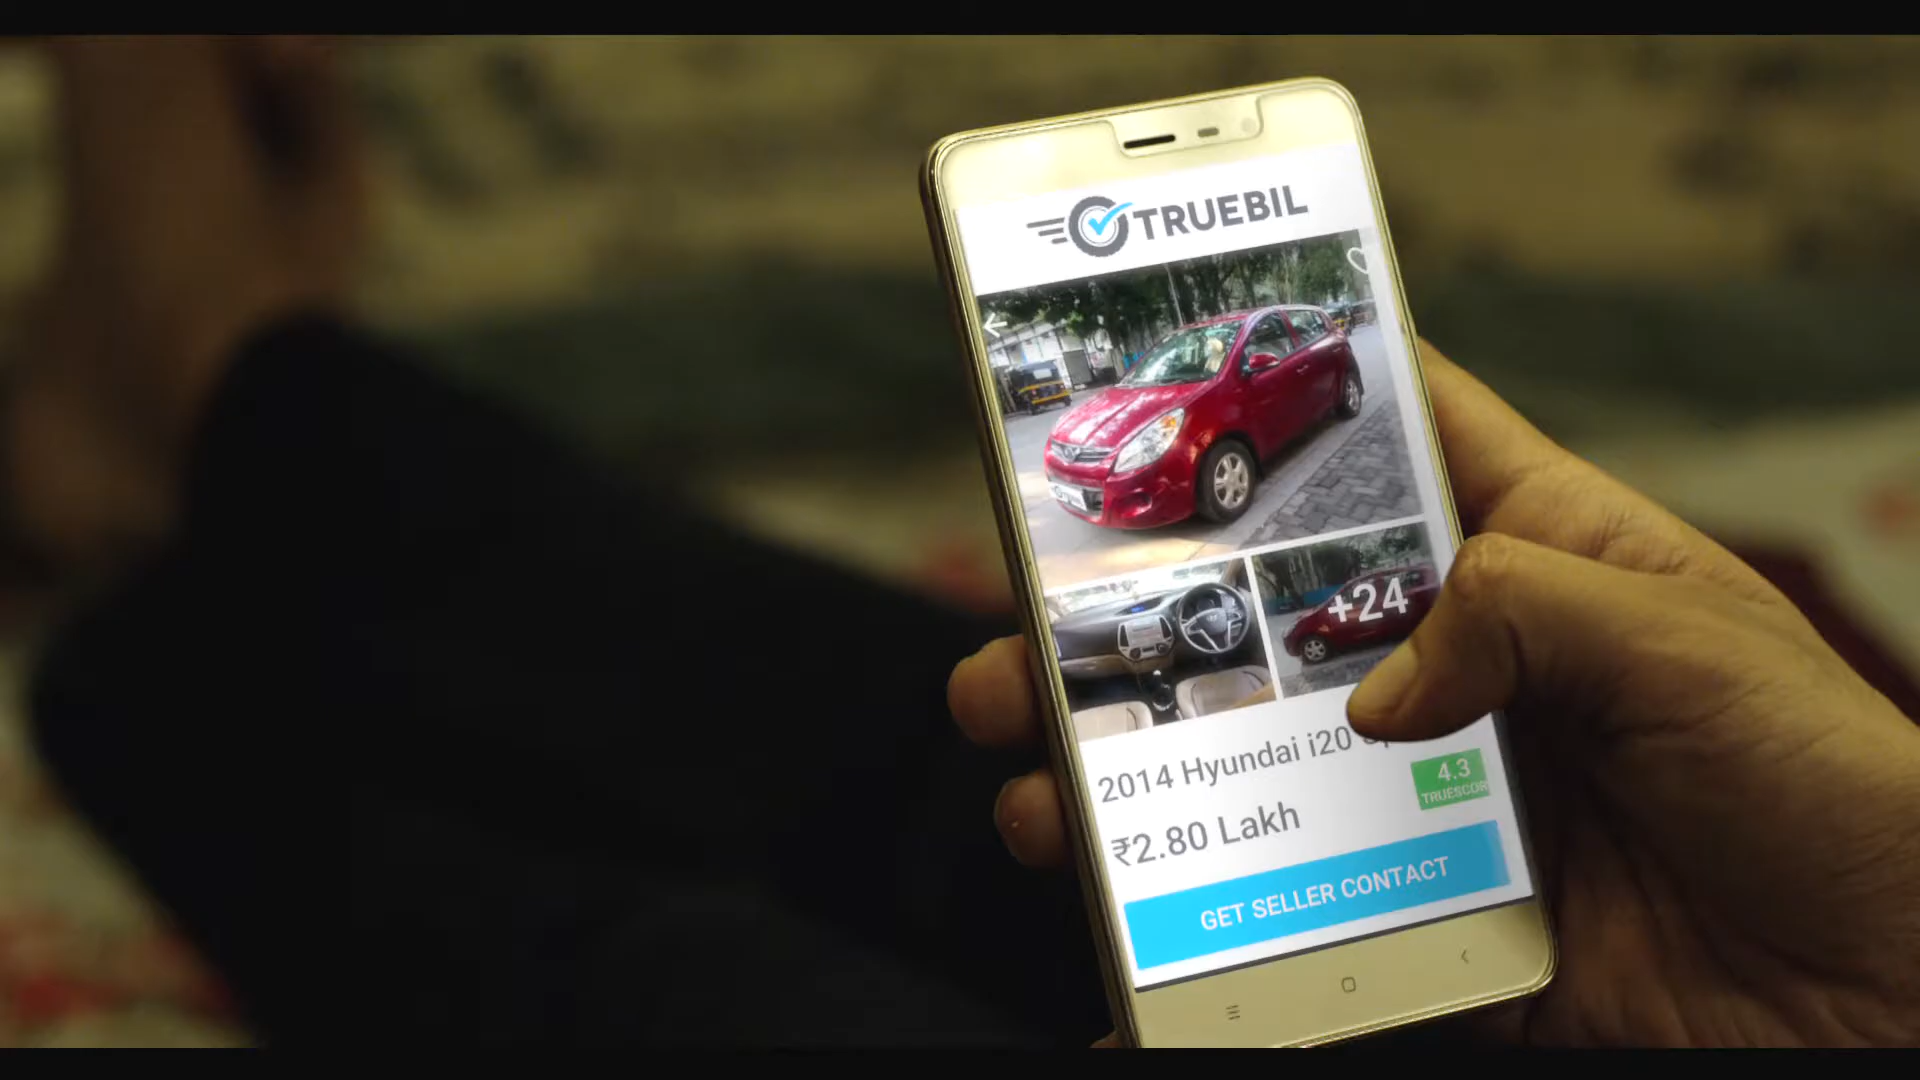 TRUEBIL
+24
2014 Hyundai i20
4.3
TRUESCOR
₹2.80 Lakh
GET SELLER CONTACT